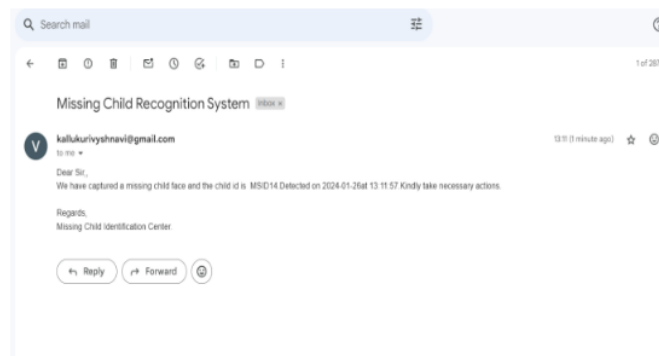 Search mail
1 of 287
Missing Child Recognition System Inbox x
V
kallukurivyshnavi@gmail.com
13:11 (1 minute ago)
to me
Dear Sir,,
We have captured a missing child face and the child id is MSID14.Detected on 2024-01-26at 13:11:57.Kindly take necessary actions.
Regards,
Missing Child Identification Center.
Reply
Forward